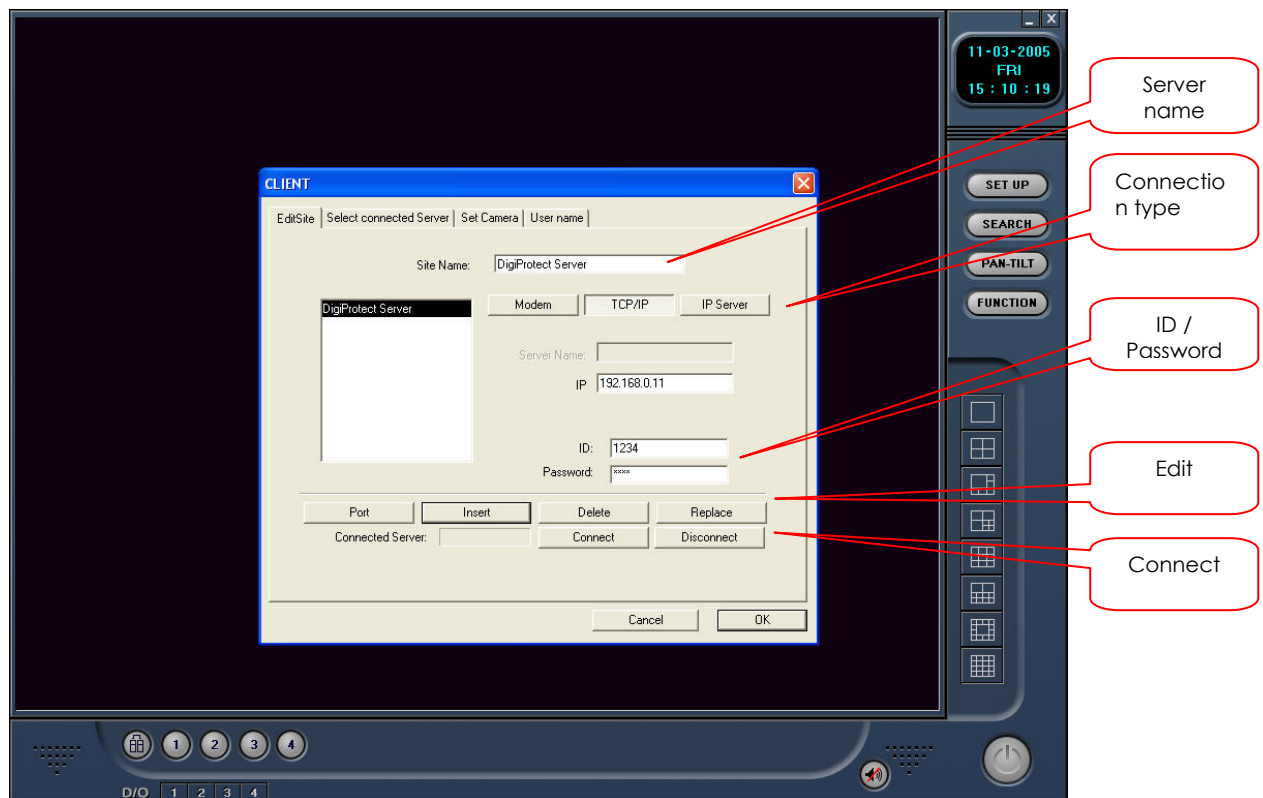 11-03-2005
FRI
15 : 10 : 19
Server
name
CLIENT
SET UP
Connectio
n type
EditSite Select connected Server Set Camera User name
SEARCH
Site Name: DigiProtect Server
PAN-TILT
DigiProtect Server
Modem TCP/IP IP Server
FUNCTION
Server Name:
IP 192.168.0.11
ID /
Password
ID: 1234
Password: ××××
Edit
Port Insert Delete Replace
Connected Server: Connect Disconnect
Connect
Cancel OK
1 2 3 4
D/O 1 2 3 4